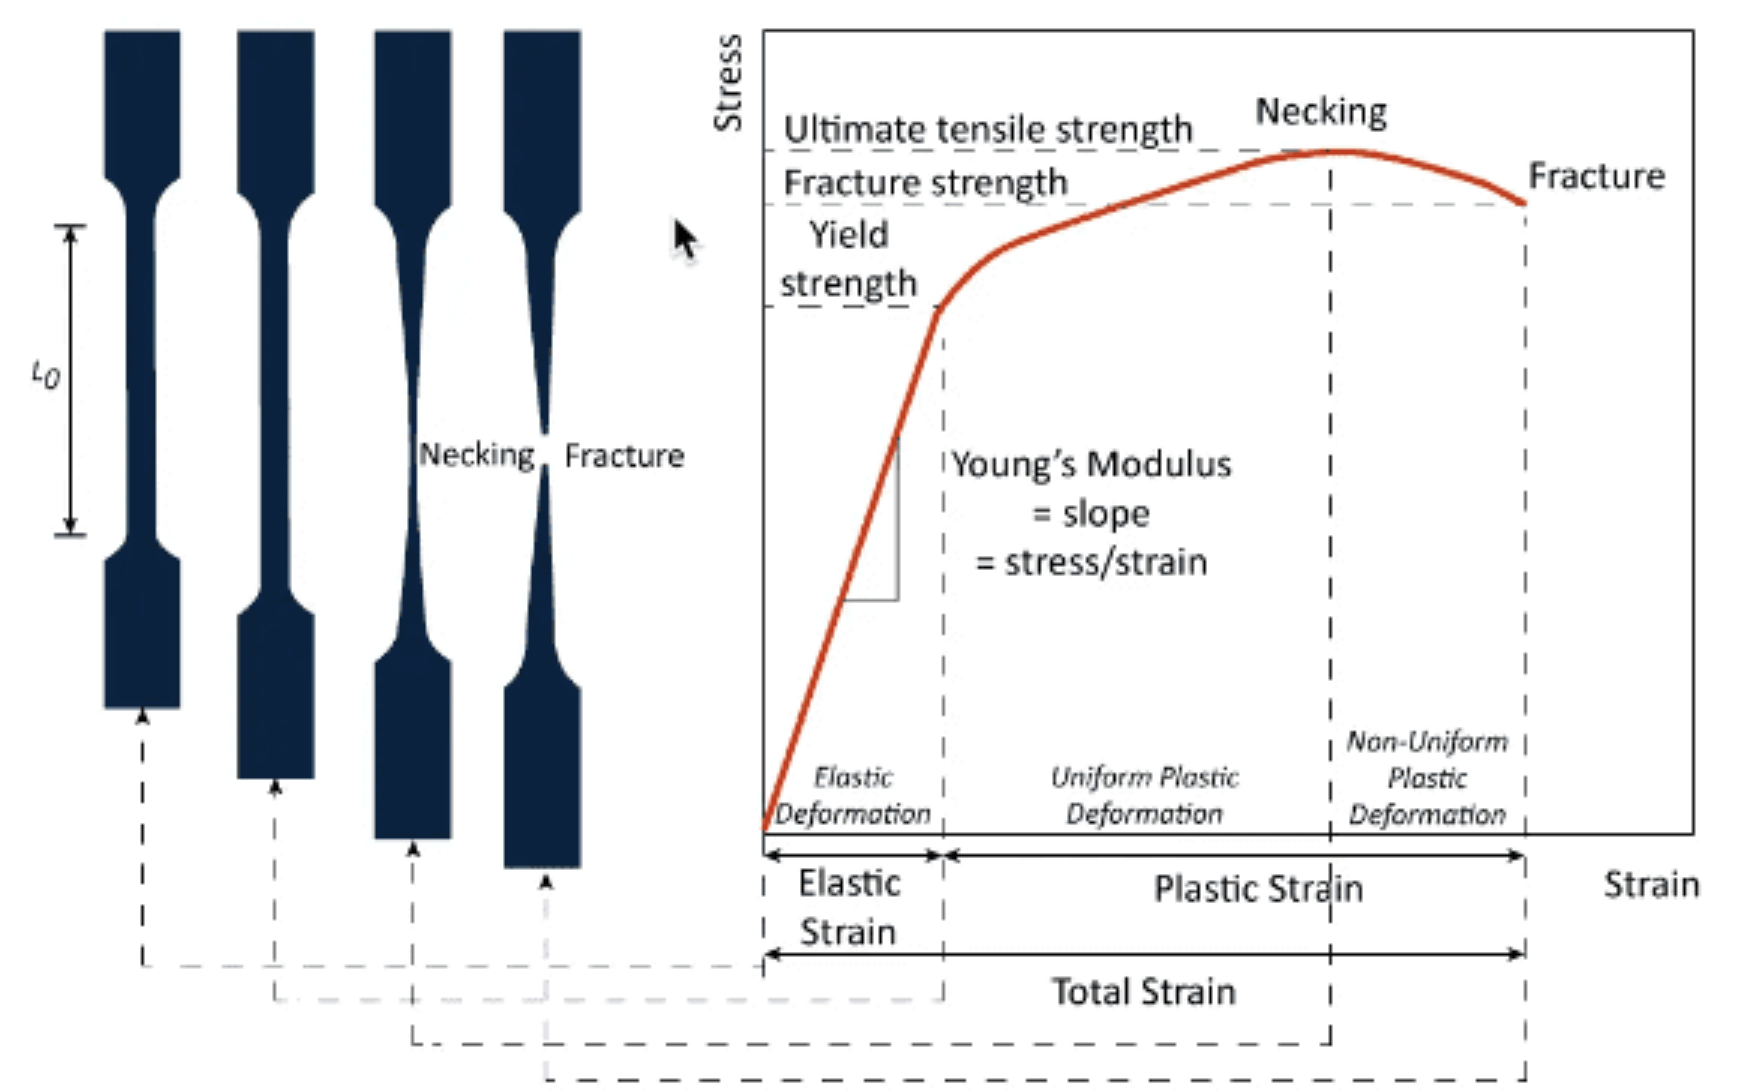 L0
Necking
Fracture
Stress
Ultimate tensile strength
Necking
Fracture strength
Fracture
Yield
strength
Young's Modulus
= slope
= stress/strain
Elastic
Deformation
Uniform Plastic
Deformation
Non-Uniform
Plastic
Deformation
Elastic
Strain
Plastic Strain
Strain
Total Strain